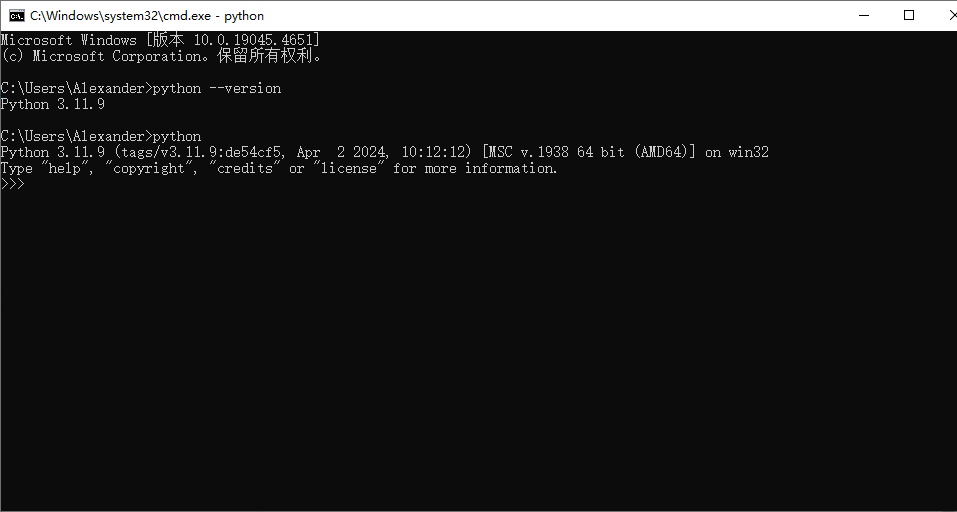 C:\Windows\system32\cmd.exe - python
Microsoft Windows [版本 10.0.19045.4651]
(c) Microsoft Corporation。保留所有权利。
C:\Users\Alexander>python --version
Python 3.11.9
C:\Users\Alexander>python
Python 3.11.9 (tags/v3.11.9:de54cf5, Apr  2 2024, 10:12:12) [MSC v.1938 64 bit (AMD64)] on win32
Type "help", "copyright", "credits" or "license" for more information.
>>>